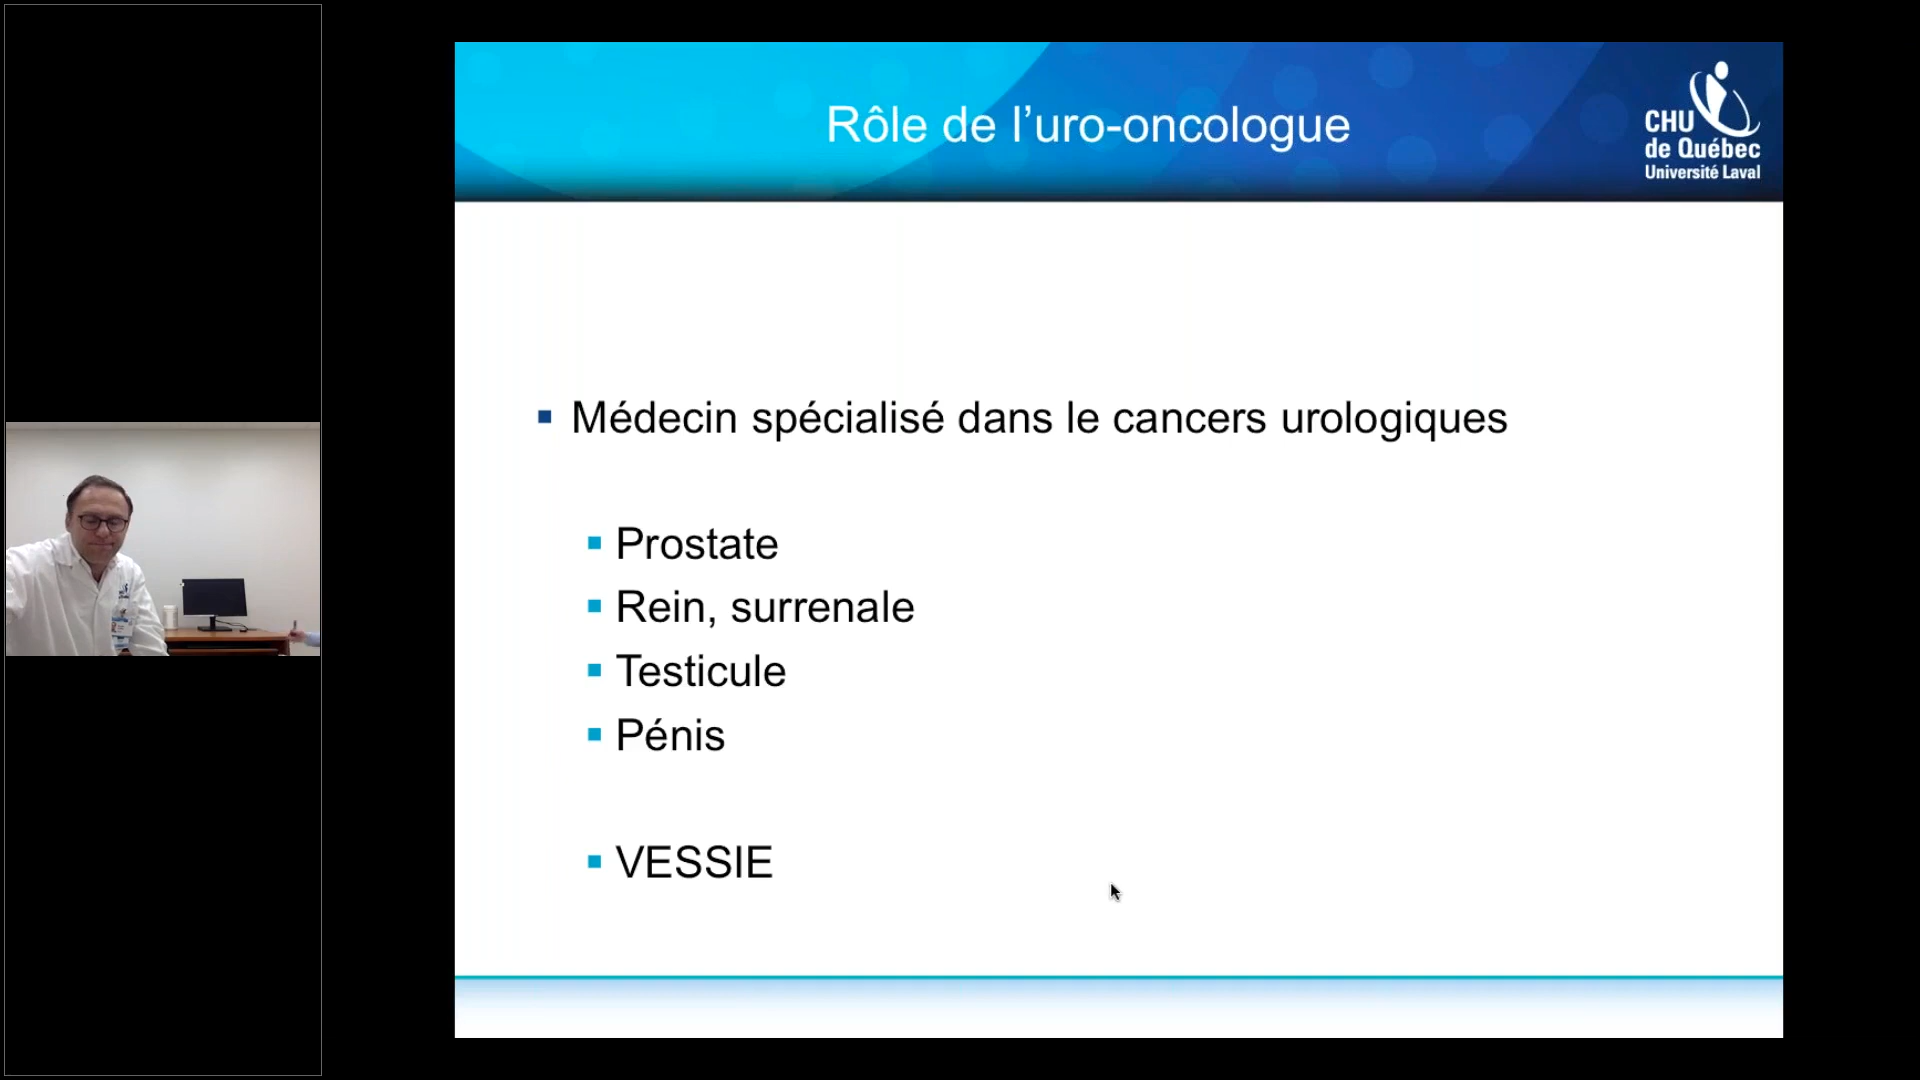 Rôle de l’uro-oncologue
CHU
de Québec
Université Laval
Médecin spécialisé dans le cancers urologiques
Prostate
Rein, surrenale
Testicule
Pénis
VESSIE